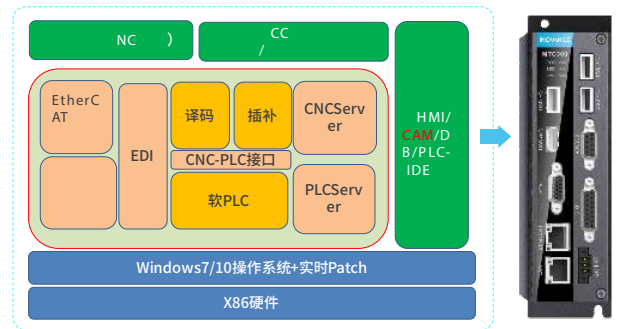 NC )
CC
/
EtherC
AT
EDI
译码
插补
CNCServ
er
CNC-PLC接口
软PLC
PLCServ
er
HMI/
CAM/D
B/PLC-
IDE
Windows7/10操作系统+实时Patch
X86硬件
INOVANCE